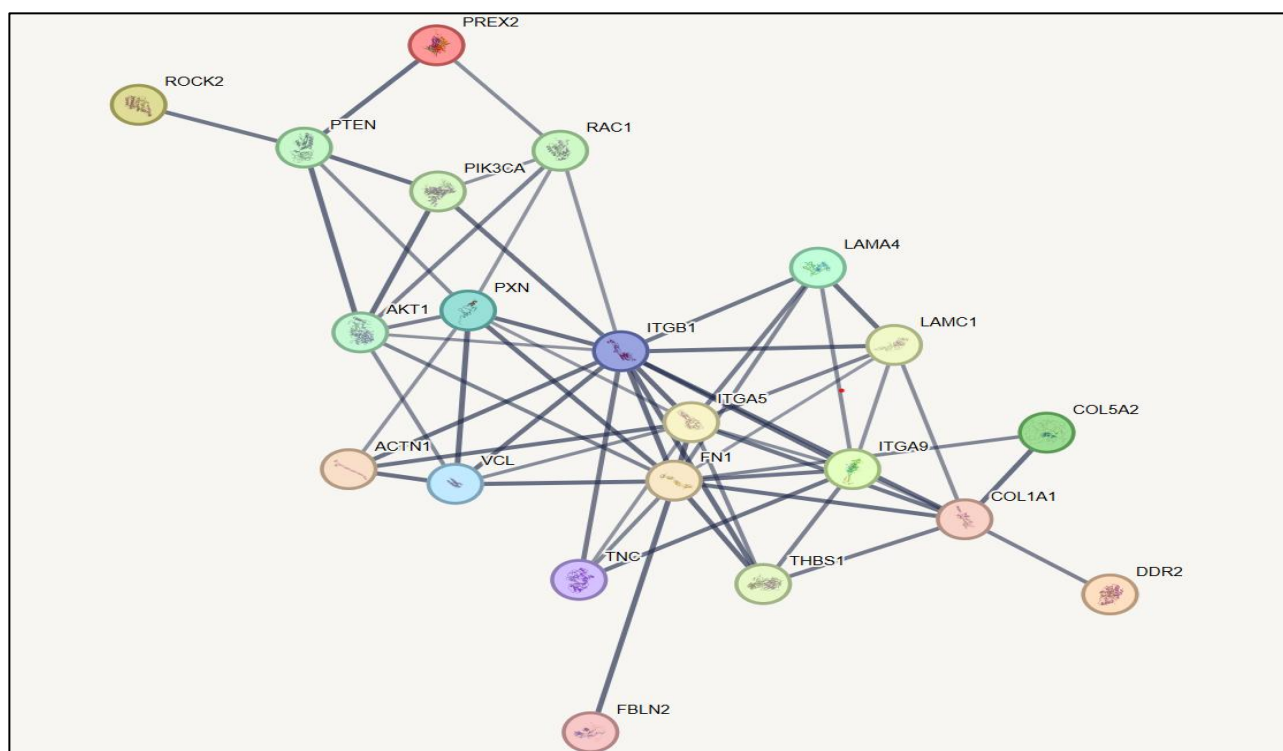 PREX2
ROCK2
PTEN
RAC1
PIK3CA
LAMA4
PXN
AKT1
LAMC1
ITGB1
ITGA5
COL5A2
ACTN1
VCL
FN1
ITGA9
COL1A1
TNC
THBS1
DDR2
FBLN2